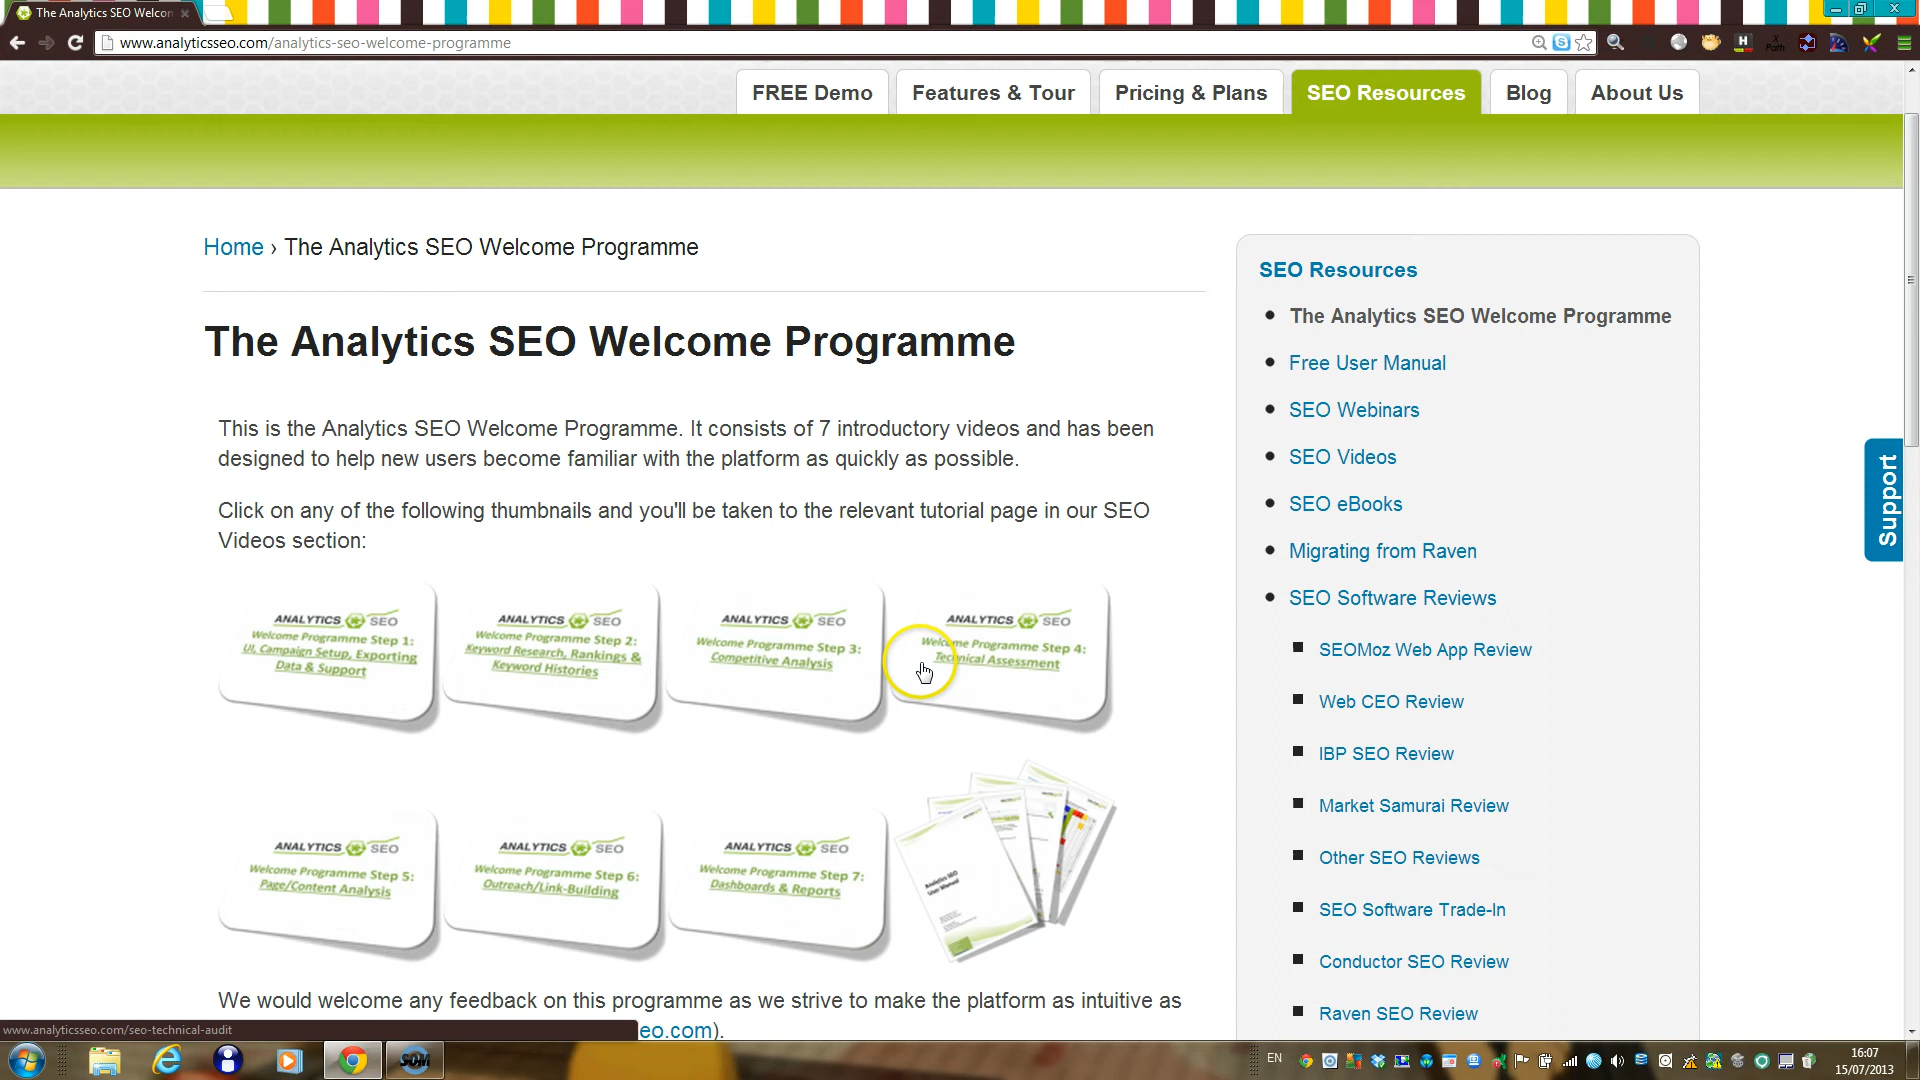 The Analytics SEO Welcon
www.analyticsseo.com/analytics-seo-welcome-programme
FREE Demo
Features & Tour
Pricing & Plans
SEO Resources
Blog
About Us
Home › The Analytics SEO Welcome Programme
The Analytics SEO Welcome Programme
This is the Analytics SEO Welcome Programme. It consists of 7 introductory videos and has been
designed to help new users become familiar with the platform as quickly as possible.
Click on any of the following thumbnails and you'll be taken to the relevant tutorial page in our SEO
Videos section:
ANALYTICS SEO
Welcome Programme Step 1:
UI, Campaign Setup, Exporting
Data & Support
ANALYTICS SEO
Welcome Programme Step 2:
Keyword Research, Rankings &
Keyword Histories
ANALYTICS SEO
Welcome Programme Step 3:
Competitive Analysis
ANALYTICS SEO
Welcome Programme Step 4:
Technical Assessment
ANALYTICS SEO
Welcome Programme Step 5:
Page/Content Analysis
ANALYTICS SEO
Welcome Programme Step 6:
Outreach/Link-Building
ANALYTICS SEO
Welcome Programme Step 7:
Dashboards & Reports
Analytics SEO
User Manual
We would welcome any feedback on this programme as we strive to make the platform as intuitive as
eo.com).
SEO Resources
The Analytics SEO Welcome Programme
Free User Manual
SEO Webinars
SEO Videos
SEO eBooks
Migrating from Raven
SEO Software Reviews
SEOMoz Web App Review
Web CEO Review
IBP SEO Review
Market Samurai Review
Other SEO Reviews
SEO Software Trade-In
Conductor SEO Review
Raven SEO Review
Support
www.analyticsseo.com/seo-technical-audit
EN
16:07
15/07/2013